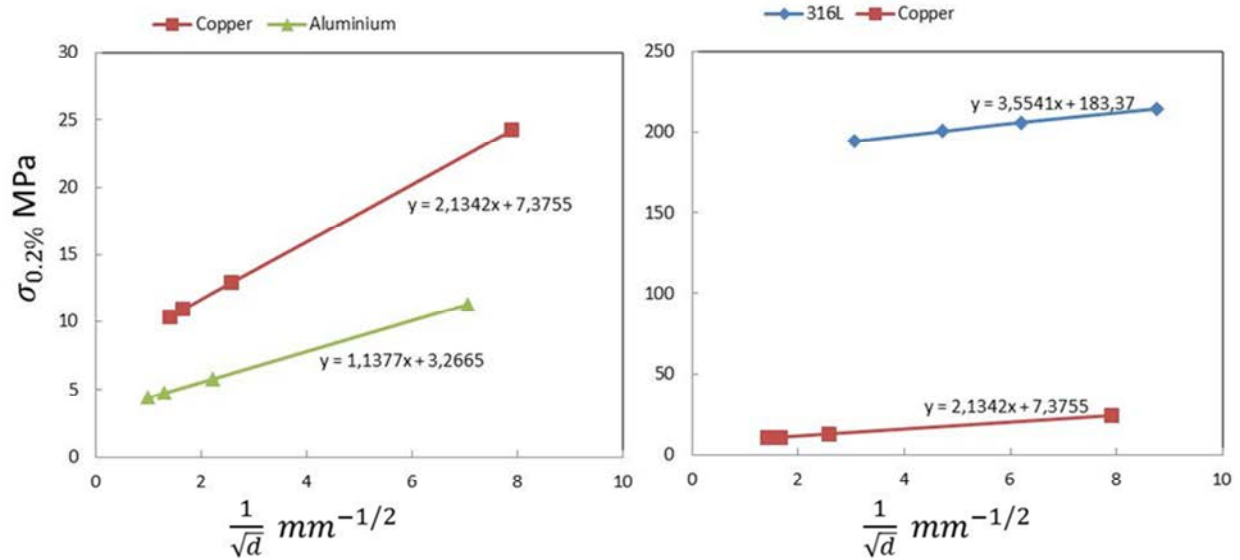 Copper Aluminium
30
25
20
15
10
5
0
0 2 4 6 8 10
σ0.2% MPa
y = 2,1342x + 7,3755
y = 1,1377x + 3,2665
1/√d mm^-1/2
316L Copper
250
200
150
100
50
0
0 2 4 6 8 10
y = 3,5541x + 183,37
y = 2,1342x + 7,3755
1/√d mm^-1/2